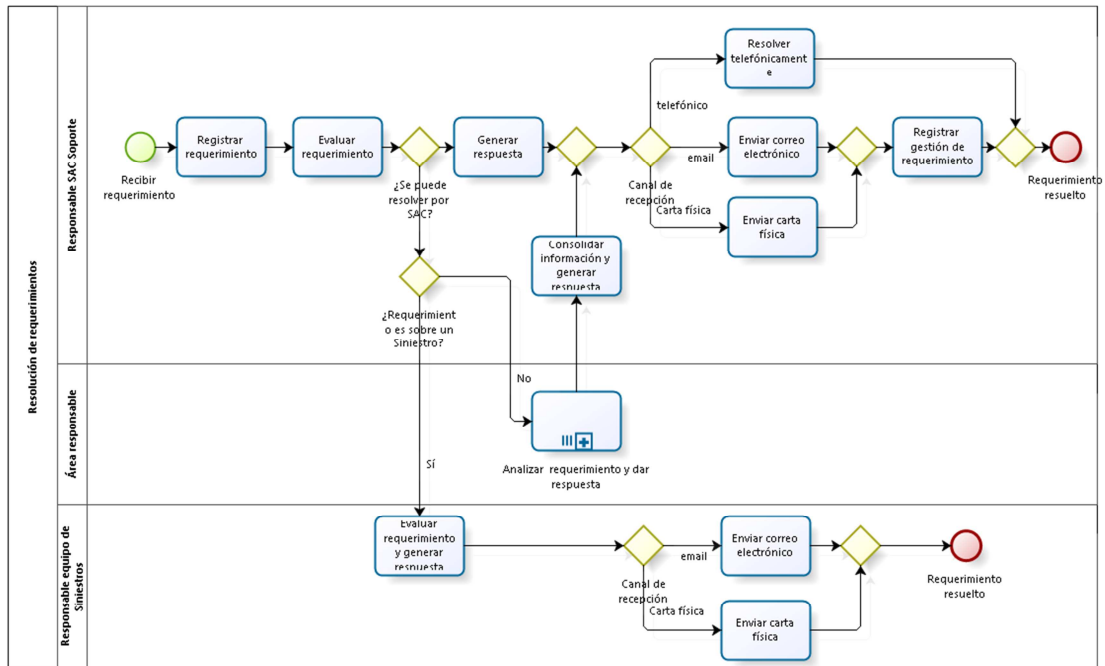 Resolución de requerimientos
Responsable SAC Soporte
Recibir
requerimiento
Registrar
requerimiento
Evaluar
requerimiento
¿Se puede
resolver por
SAC?
Generar
respuesta
Canal de
recepción
telefónico
email
Carta física
Resolver
telefónicament
e
Enviar correo
electrónico
Enviar carta
física
Registrar
gestión de
requerimiento
Requerimiento
resuelto
Consolidar
información y
generar
respuesta
¿Requerimient
o es sobre un
Siniestro?
No
Sí
Área responsable
Analizar requerimiento y dar
respuesta
Responsable equipo de
Siniestros
Evaluar
requerimiento
y generar
respuesta
Canal de
recepción
email
Carta física
Enviar correo
electrónico
Enviar carta
física
Requerimiento
resuelto